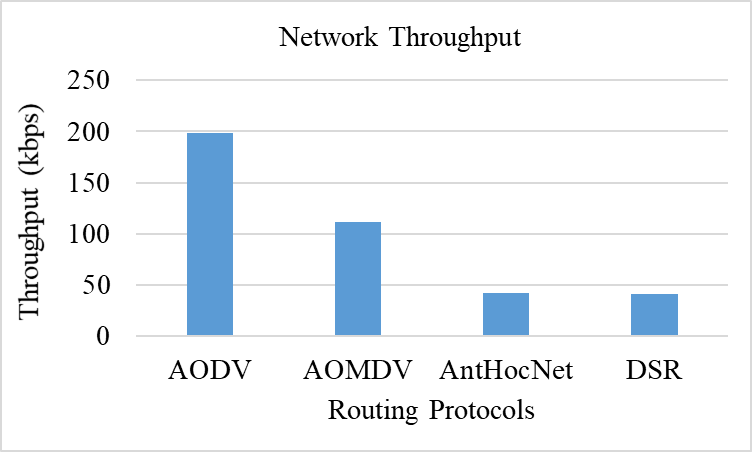 Network Throughput
250
200
150
100
50
0
Throughput (kbps)
AODV AOMDV AntHocNet DSR
Routing Protocols